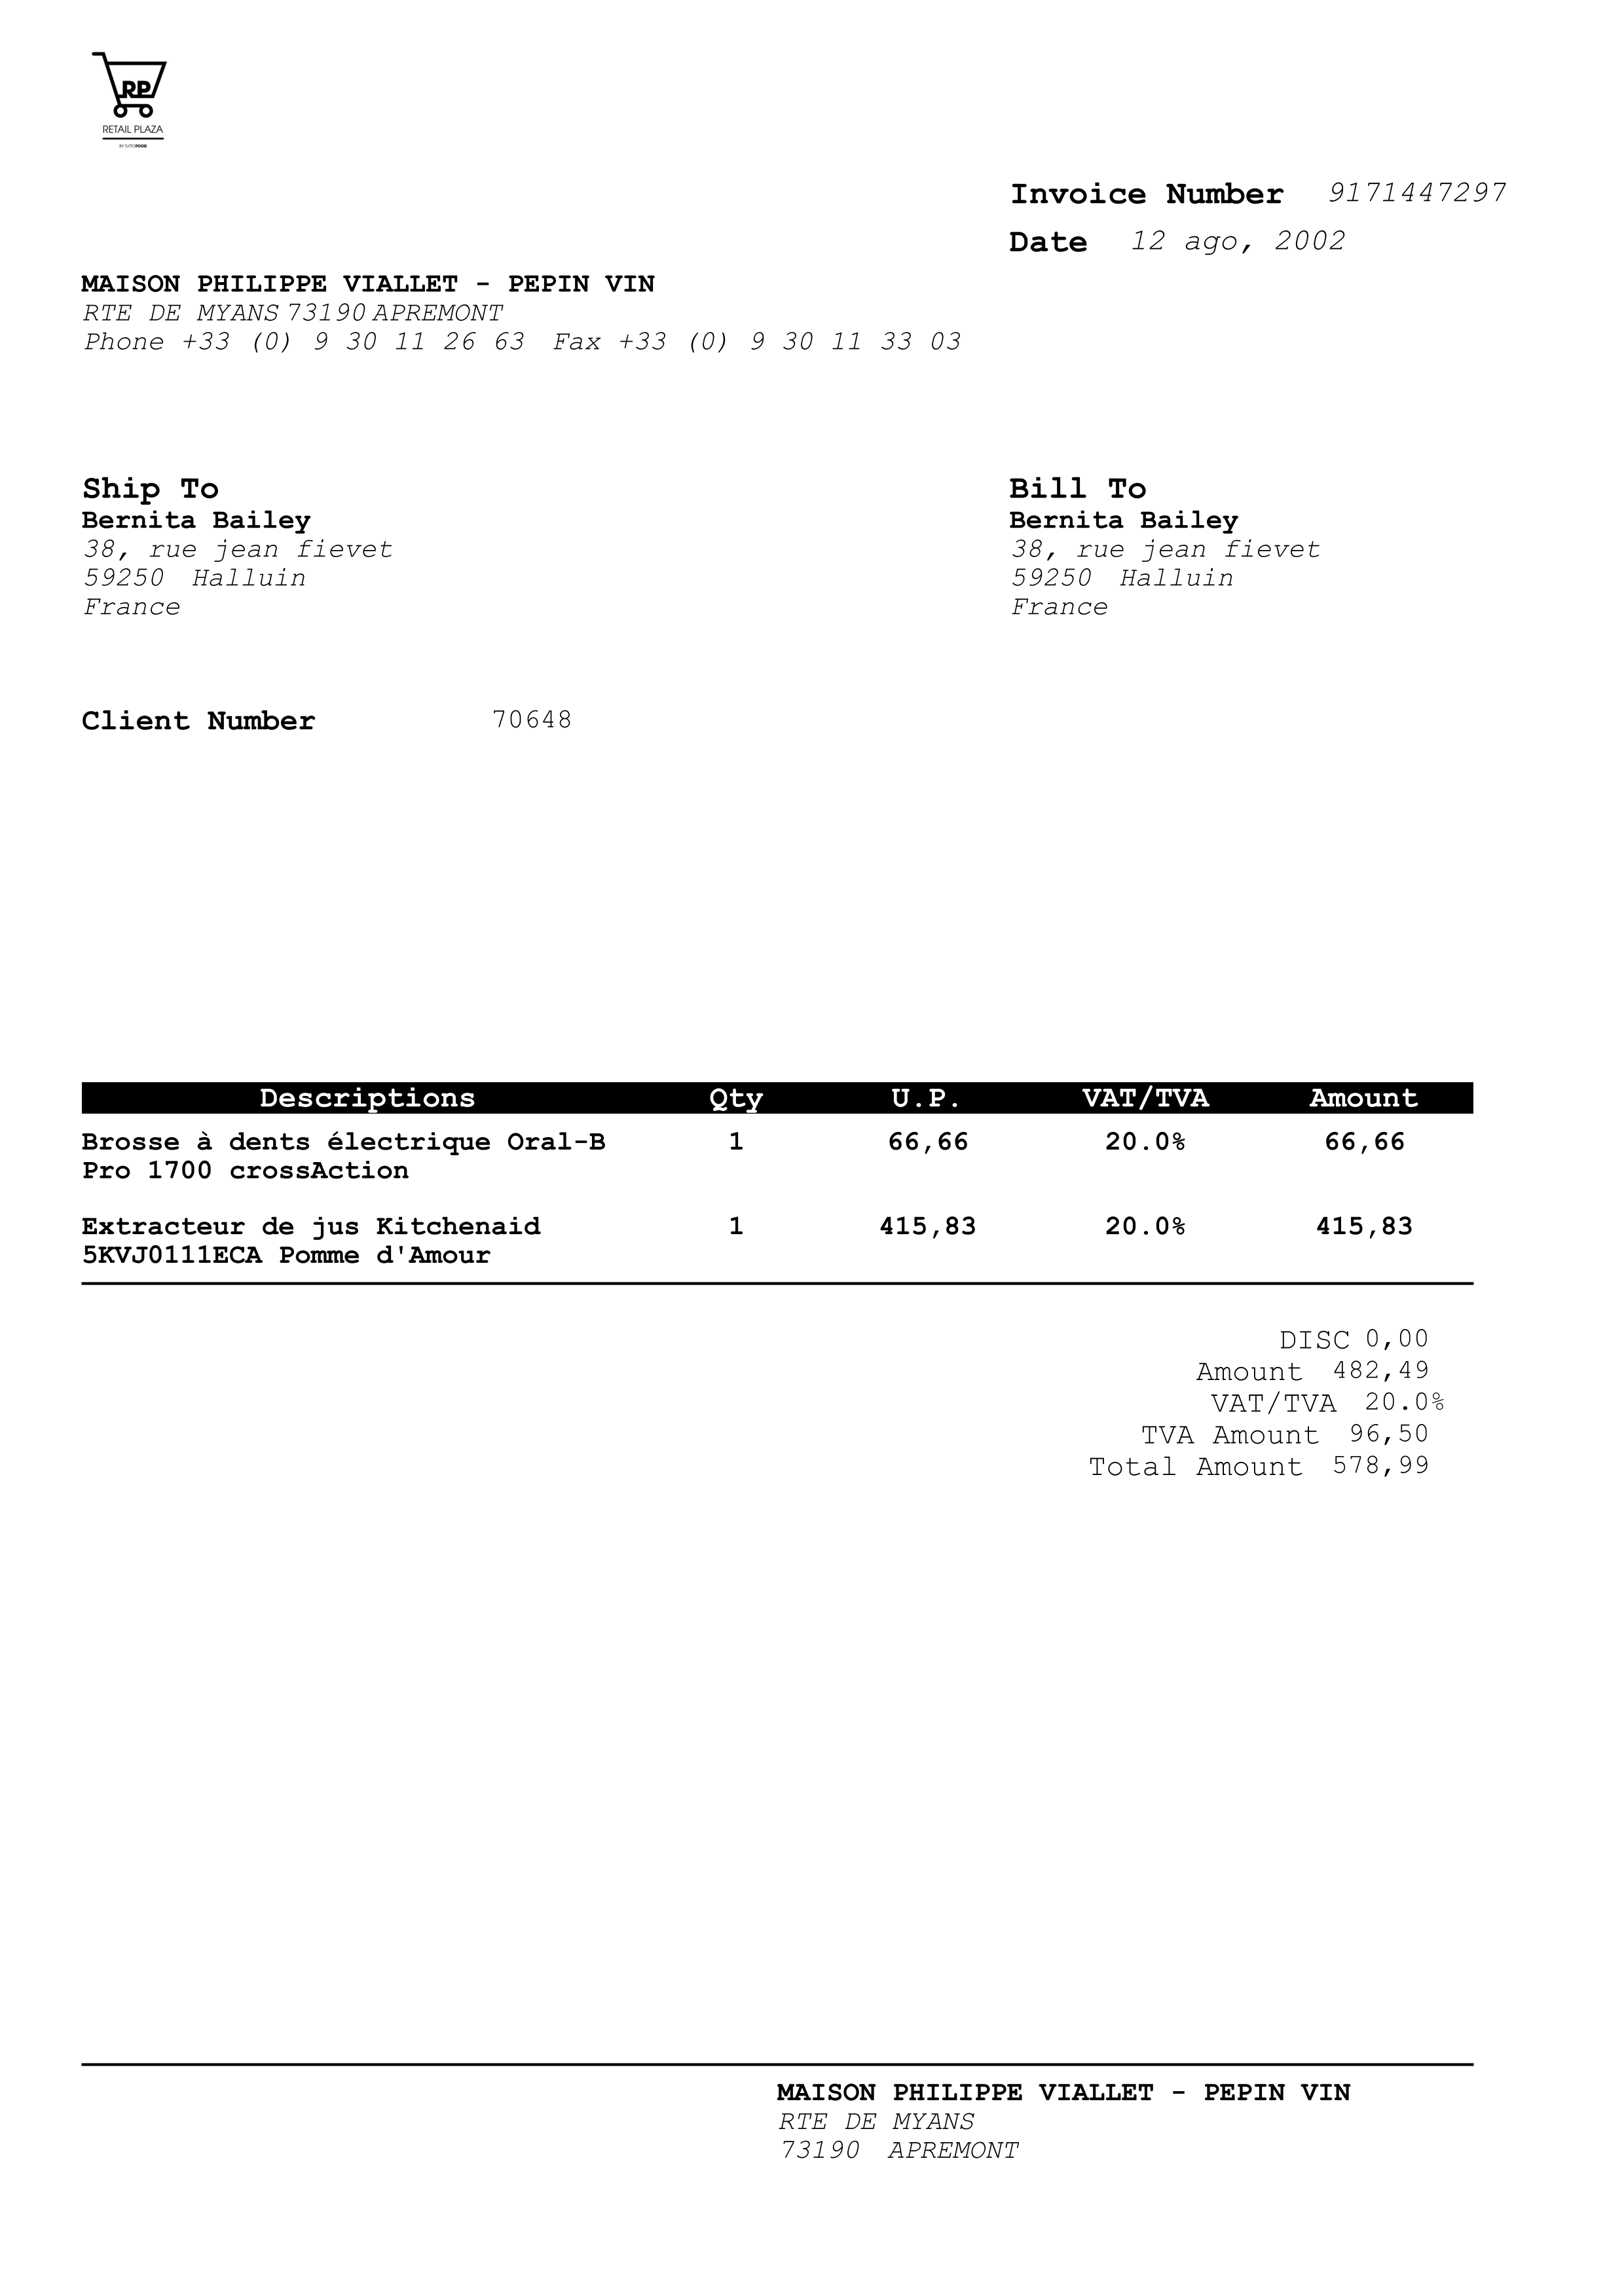 RP
RETAIL PLAZA
BY TUTTOFOOD
Invoice Number 9171447297
Date 12 ago, 2002
MAISON PHILIPPE VIALLET - PEPIN VIN
RTE DE MYANS 73190 APREMONT
Phone +33 (0) 9 30 11 26 63 Fax +33 (0) 9 30 11 33 03
Ship To
Bernita Bailey
38, rue jean fievet
59250 Halluin
France
Bill To
Bernita Bailey
38, rue jean fievet
59250 Halluin
France
Client Number 70648
Descriptions Qty U.P. VAT/TVA Amount
Brosse à dents électrique Oral-B 1 66,66 20.0% 66,66
Pro 1700 crossAction
Extracteur de jus Kitchenaid 1 415,83 20.0% 415,83
5KVJ0111ECA Pomme d'Amour
DISC 0,00
Amount 482,49
VAT/TVA 20.0%
TVA Amount 96,50
Total Amount 578,99
MAISON PHILIPPE VIALLET - PEPIN VIN
RTE DE MYANS
73190 APREMONT